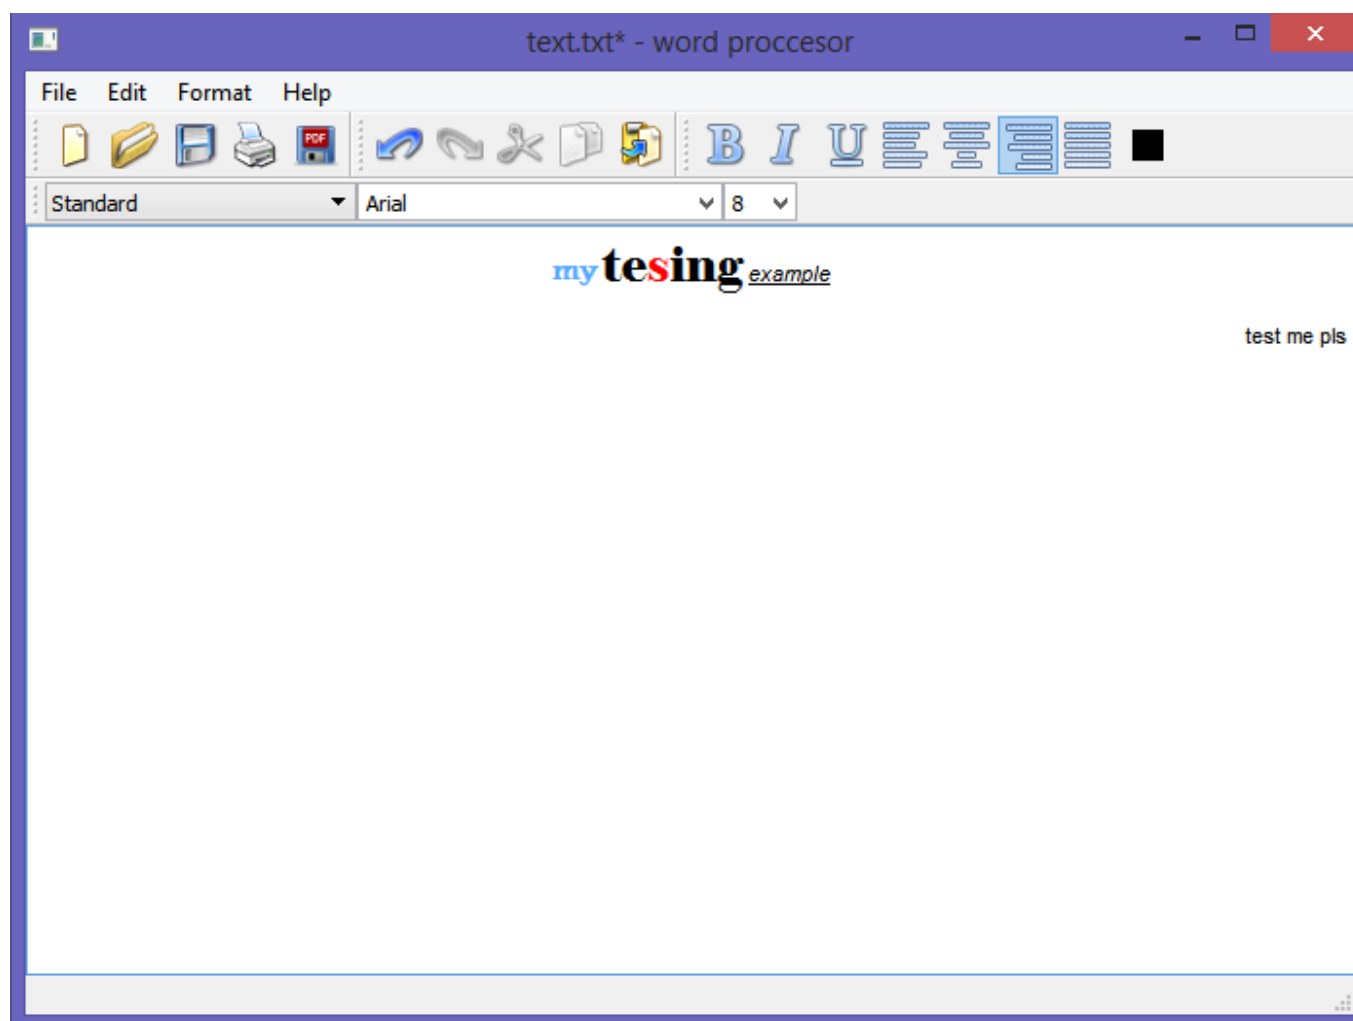 text.txt* - word proccesor
File Edit Format Help
PDF B I U
Standard Arial 8
my tesing example
test me pls